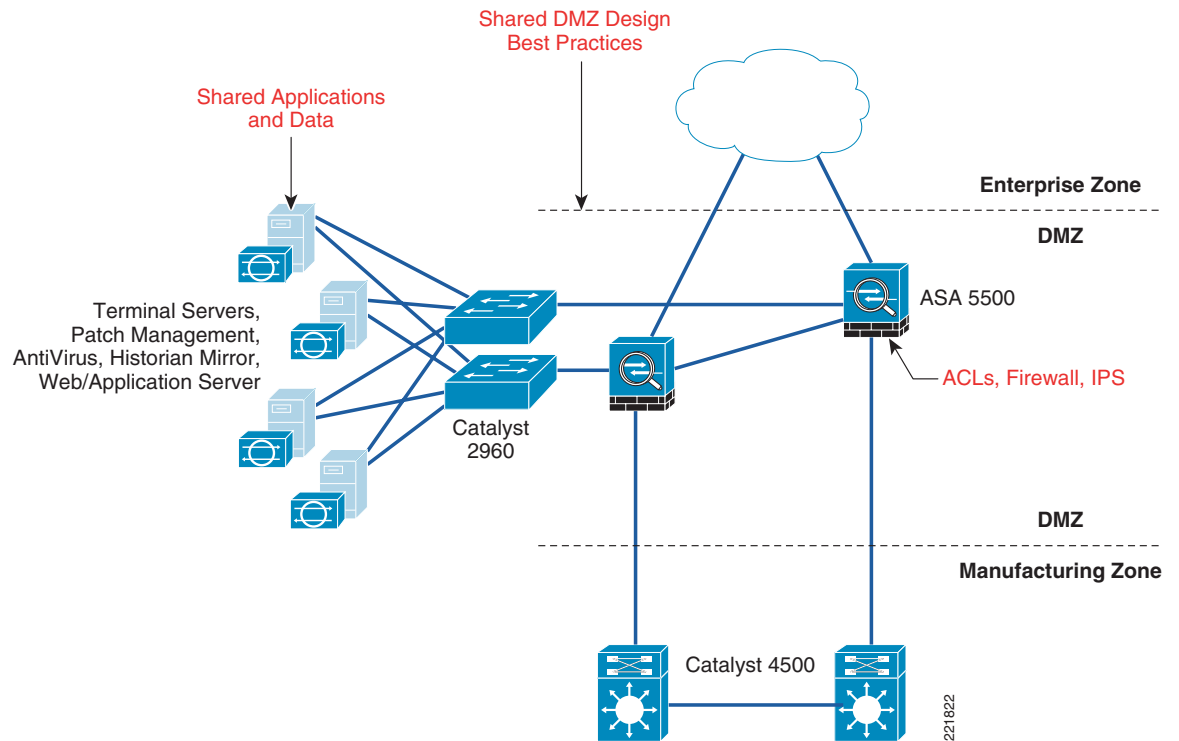 Shared DMZ Design
Best Practices
Shared Applications
and Data
Enterprise Zone
DMZ
ASA 5500
Terminal Servers,
Patch Management,
AntiVirus, Historian Mirror,
Web/Application Server
ACLs, Firewall, IPS
Catalyst
2960
DMZ
Manufacturing Zone
Catalyst 4500
221822